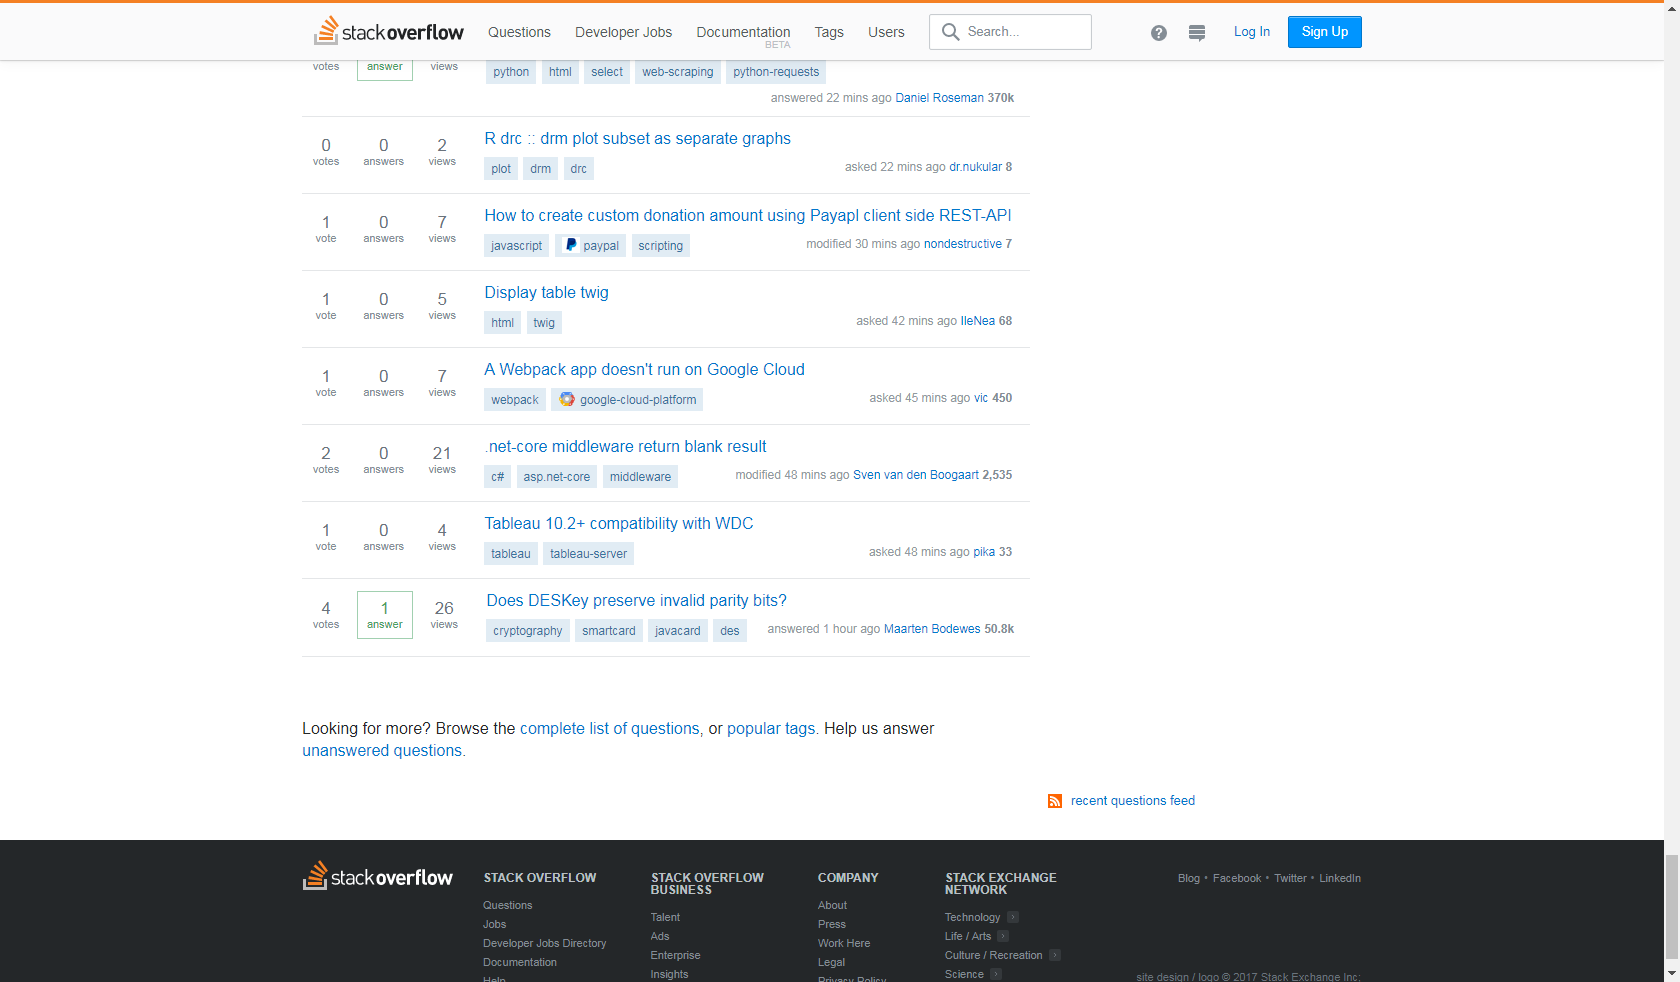 stackoverflow Questions Developer Jobs Documentation BETA Tags Users Search... Log In Sign Up
votes answer views python html select web-scraping python-requests
answered 22 mins ago Daniel Roseman 370k
0 votes 0 answers 2 views R drc :: drm plot subset as separate graphs
plot drm drc asked 22 mins ago dr.nukular 8
1 vote 0 answers 7 views How to create custom donation amount using Payapl client side REST-API
javascript paypal scripting modified 30 mins ago nondestructive 7
1 vote 0 answers 5 views Display table twig
html twig asked 42 mins ago IleNea 68
1 vote 0 answers 7 views A Webpack app doesn't run on Google Cloud
webpack google-cloud-platform asked 45 mins ago vic 450
2 votes 0 answers 21 views .net-core middleware return blank result
c# asp.net-core middleware modified 48 mins ago Sven van den Boogaart 2,535
1 vote 0 answers 4 views Tableau 10.2+ compatibility with WDC
tableau tableau-server asked 48 mins ago pika 33
4 votes 1 answer 26 views Does DESKey preserve invalid parity bits?
cryptography smartcard javacard des answered 1 hour ago Maarten Bodewes 50.8k
Looking for more? Browse the complete list of questions, or popular tags. Help us answer
unanswered questions.
recent questions feed
stackoverflow
STACK OVERFLOW
Questions
Jobs
Developer Jobs Directory
Documentation
Help
STACK OVERFLOW
BUSINESS
Talent
Ads
Enterprise
Insights
COMPANY
About
Press
Work Here
Legal
Privacy Policy
STACK EXCHANGE
NETWORK
Technology
Life / Arts
Culture / Recreation
Science
Blog • Facebook • Twitter • LinkedIn
site design / logo © 2017 Stack Exchange Inc;